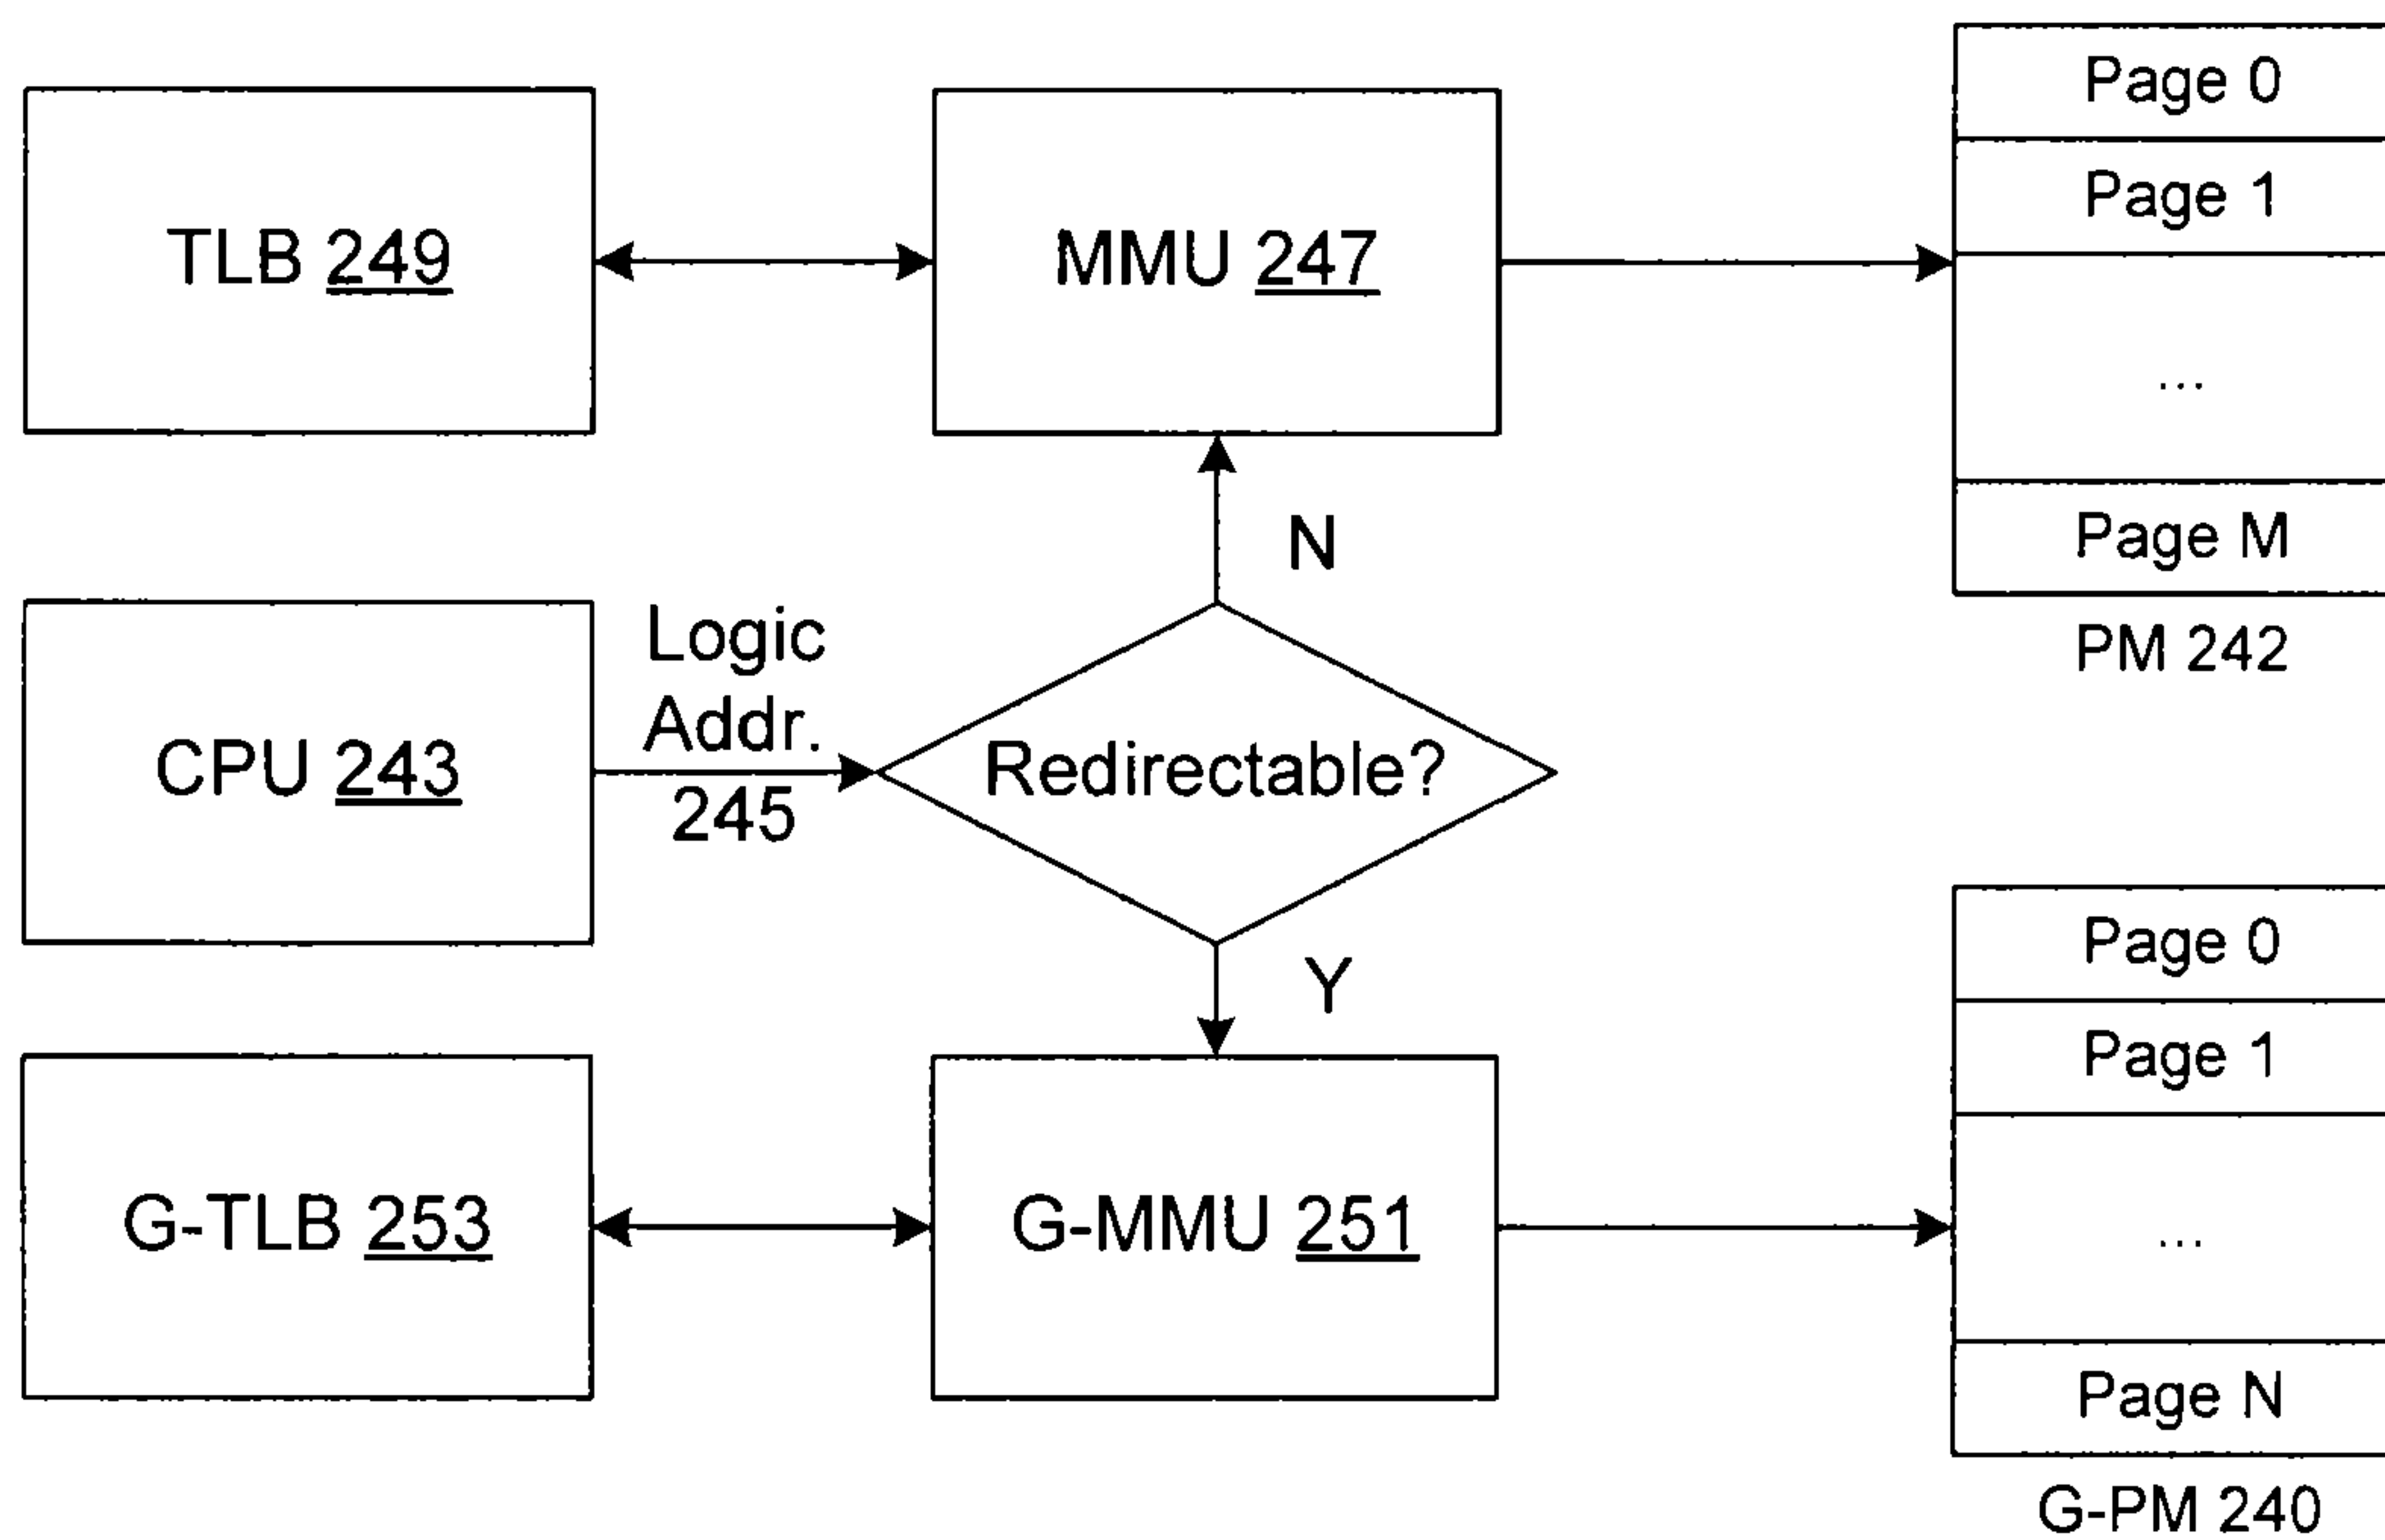 Page 0
Page 1
TLB 249
MMU 247
...
Page M
N
PM 242
Logic
Addr.
245
CPU 243
Redirectable?
Y
Page 0
Page 1
G-TLB 253
G-MMU 251
...
Page N
G-PM 240